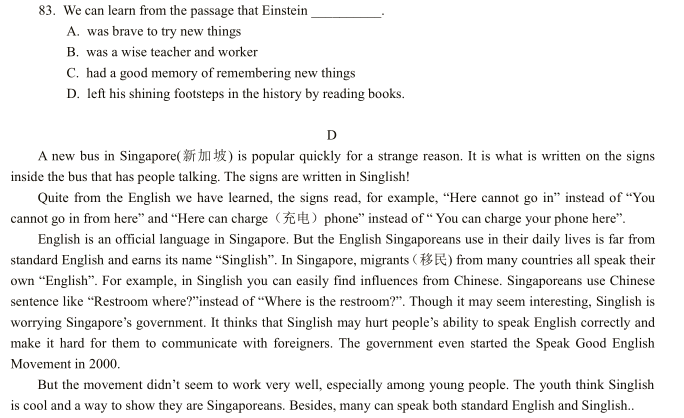 83. We can learn from the passage that Einstein __________.
A. was brave to try new things
B. was a wise teacher and worker
C. had a good memory of remembering new things
D. left his shining footsteps in the history by reading books.
D
A new bus in Singapore(新加坡) is popular quickly for a strange reason. It is what is written on the signs
inside the bus that has people talking. The signs are written in Singlish!
Quite from the English we have learned, the signs read, for example, “Here cannot go in” instead of “You
cannot go in from here” and “Here can charge（充电）phone” instead of “ You can charge your phone here”.
English is an official language in Singapore. But the English Singaporeans use in their daily lives is far from
standard English and earns its name “Singlish”. In Singapore, migrants（移民) from many countries all speak their
own “English”. For example, in Singlish you can easily find influences from Chinese. Singaporeans use Chinese
sentence like “Restroom where?”instead of “Where is the restroom?”. Though it may seem interesting, Singlish is
worrying Singapore’s government. It thinks that Singlish may hurt people’s ability to speak English correctly and
make it hard for them to communicate with foreigners. The government even started the Speak Good English
Movement in 2000.
But the movement didn’t seem to work very well, especially among young people. The youth think Singlish
is cool and a way to show they are Singaporeans. Besides, many can speak both standard English and Singlish..